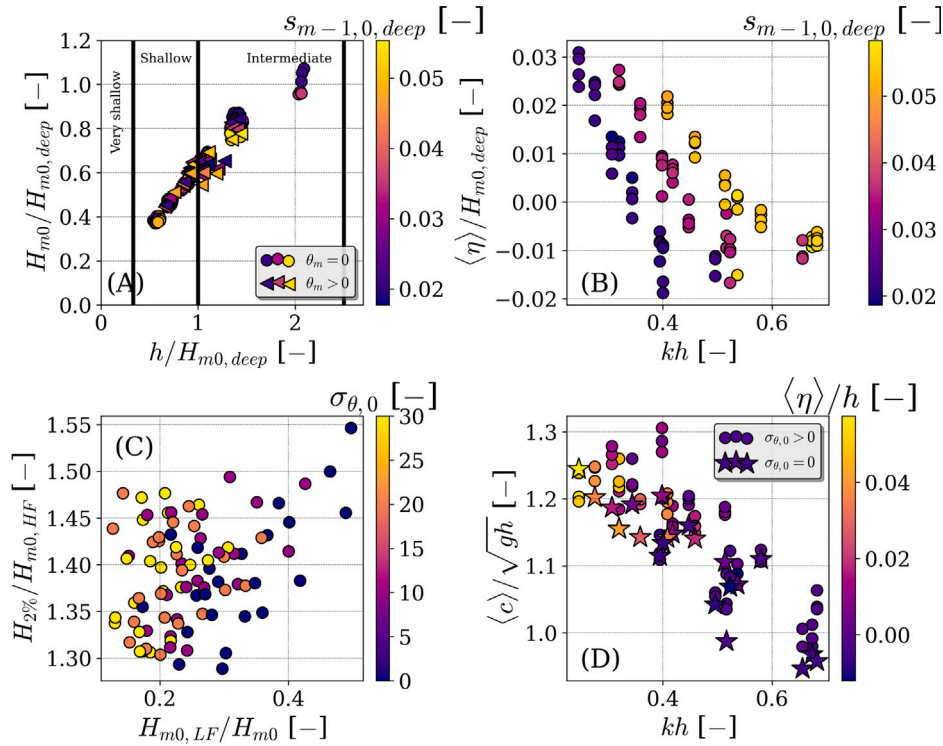 s_{m−1,0,deep} [−]
1.2
1.0
0.8
0.6
0.4
0.2
0.0
H_{m0}/H_{m0,deep} [−]
Very shallow
Shallow
Intermediate
(A)
θ_m = 0
θ_m > 0
0
1
2
h/H_{m0,deep} [−]
0.05
0.04
0.03
0.02
s_{m−1,0,deep} [−]
0.03
0.02
0.01
0.00
−0.01
−0.02
⟨η⟩/H_{m0,deep} [−]
(B)
0.4
0.6
kh [−]
0.05
0.04
0.03
0.02
σ_{θ,0} [−]
1.55
1.50
1.45
1.40
1.35
1.30
H_{2%}/H_{m0,HF} [−]
(C)
0.2
0.4
H_{m0,LF}/H_{m0} [−]
30
25
20
15
10
5
0
⟨η⟩/h [−]
1.3
1.2
1.1
1.0
⟨c⟩/√gh [−]
σ_{θ,0} > 0
σ_{θ,0} = 0
(D)
0.4
0.6
kh [−]
0.06
0.04
0.02
0.00